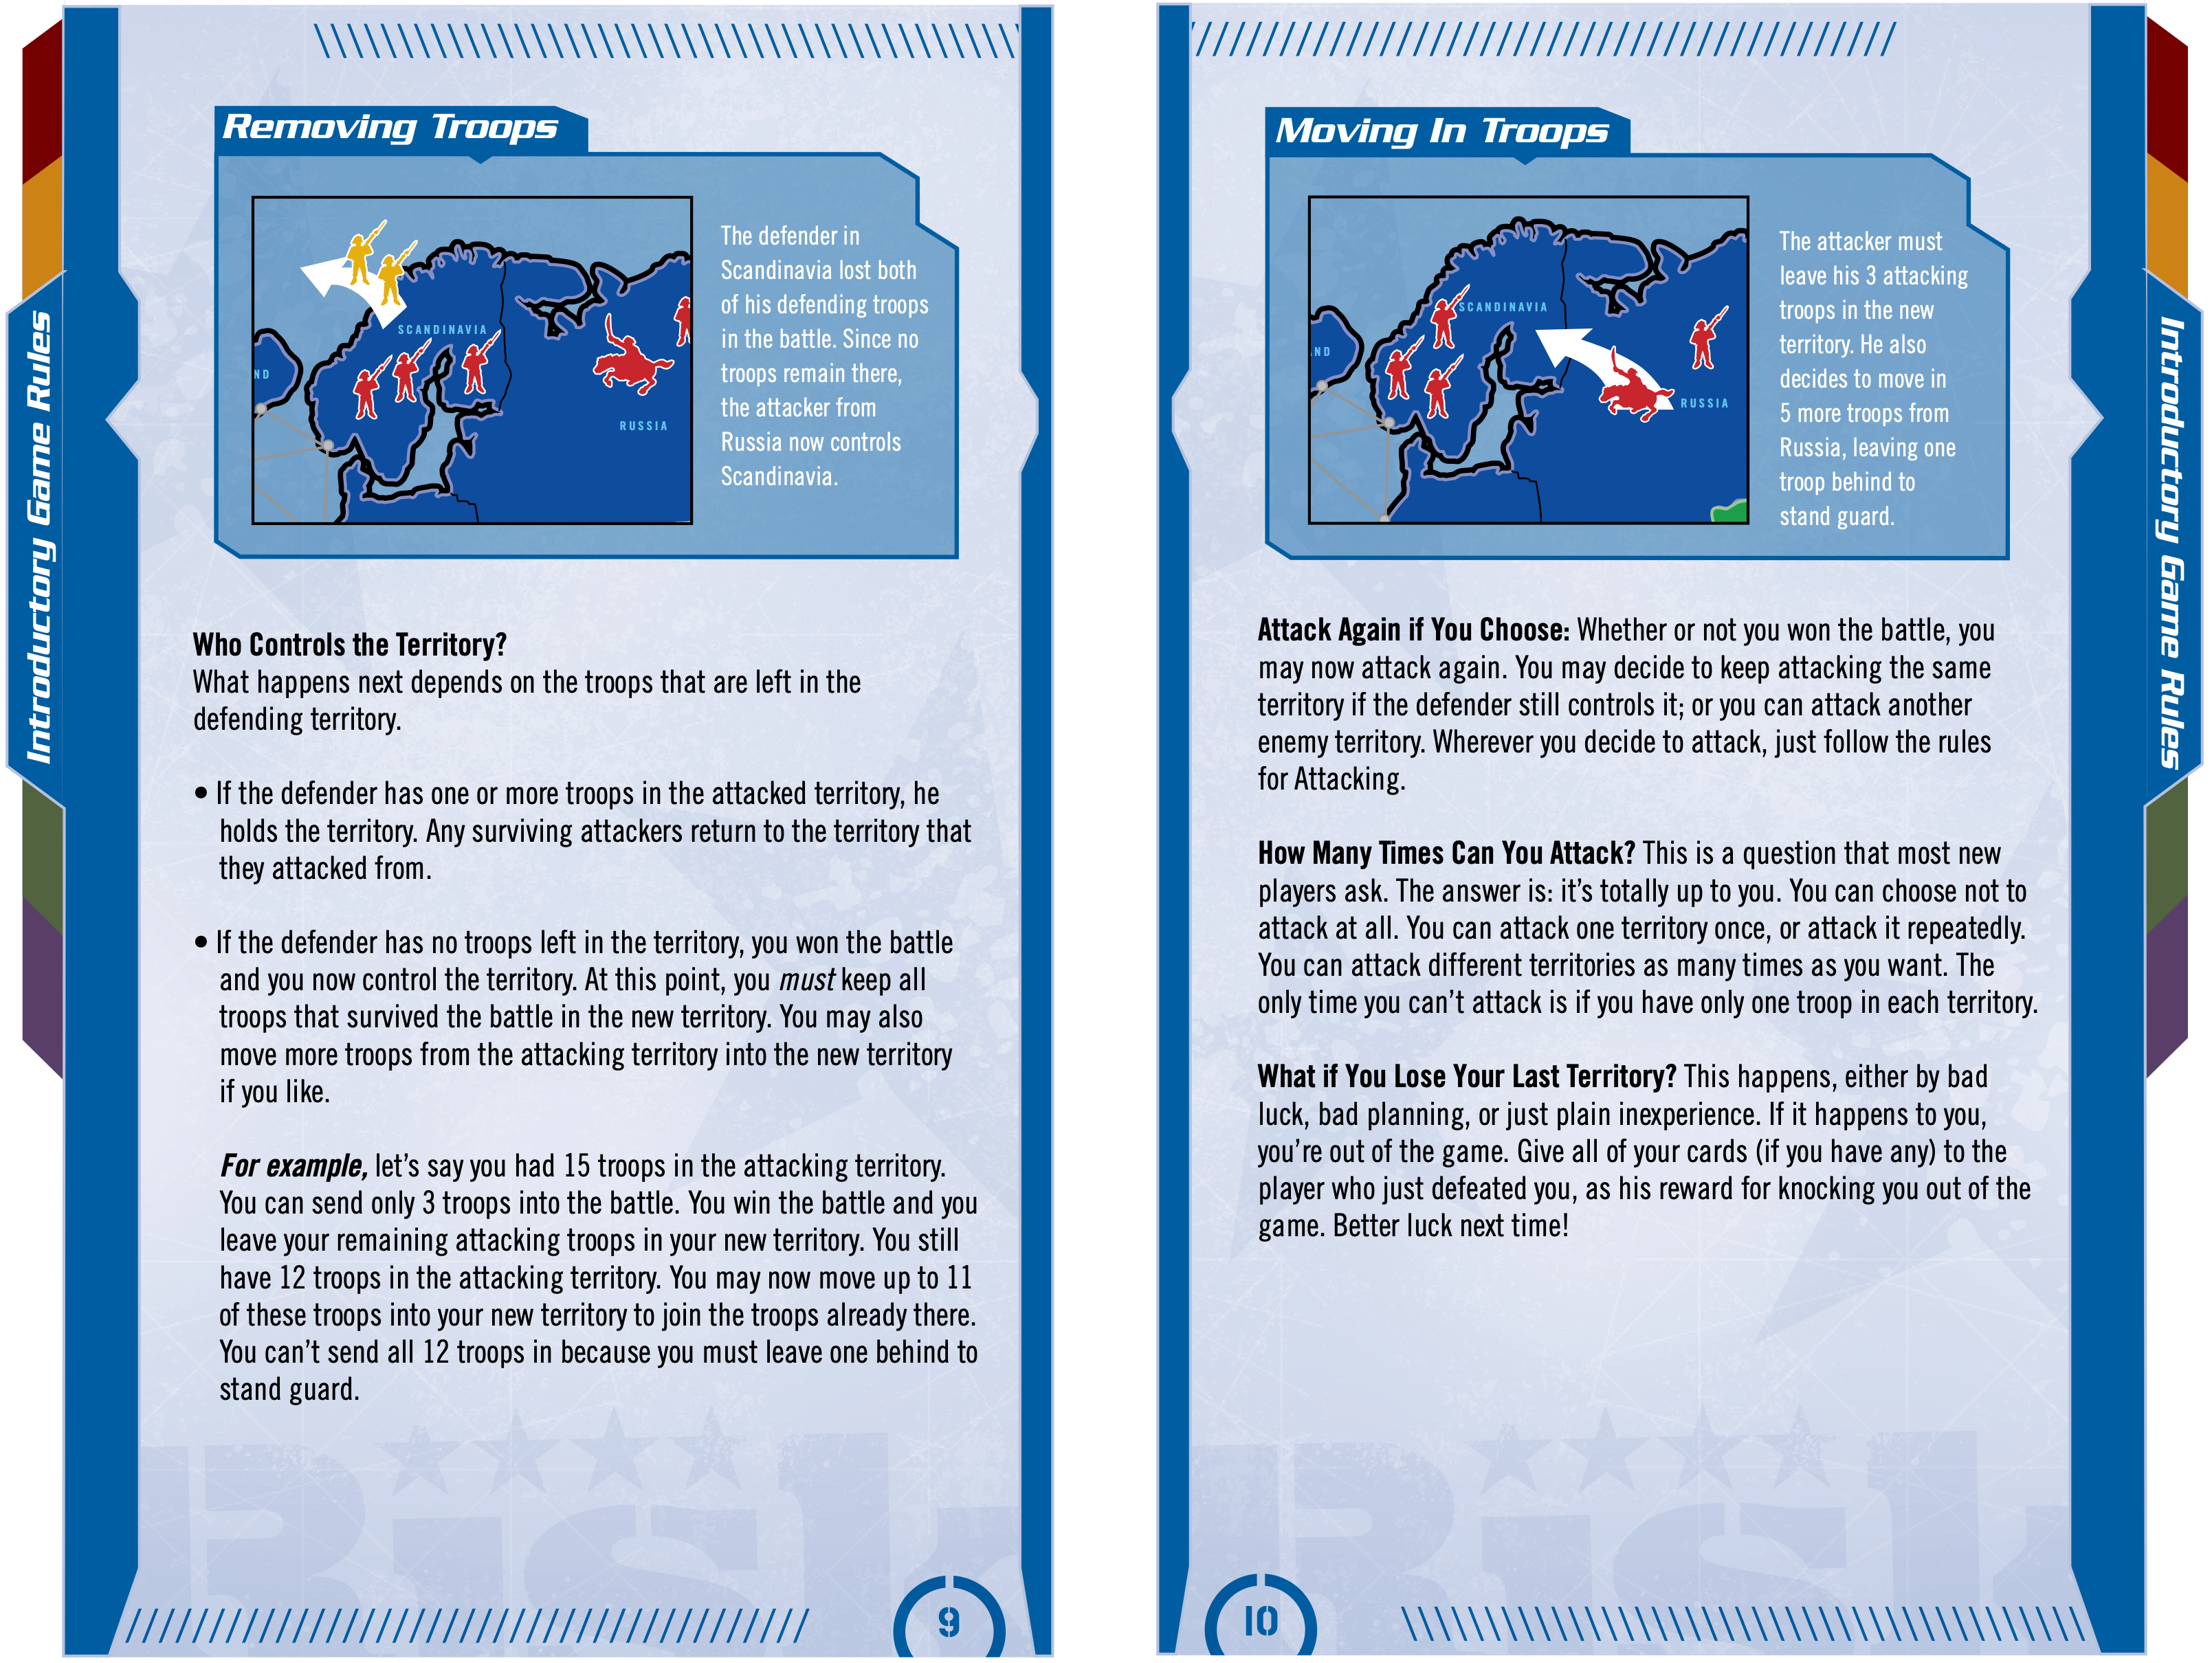 Removing Troops
SCANDINAVIA
ND
RUSSIA
The defender in
Scandinavia lost both
of his defending troops
in the battle. Since no
troops remain there,
the attacker from
Russia now controls
Scandinavia.
Introductory Game Rules
Who Controls the Territory?
What happens next depends on the troops that are left in the
defending territory.
• If the defender has one or more troops in the attacked territory, he
holds the territory. Any surviving attackers return to the territory that
they attacked from.
• If the defender has no troops left in the territory, you won the battle
and you now control the territory. At this point, you must keep all
troops that survived the battle in the new territory. You may also
move more troops from the attacking territory into the new territory
if you like.
For example, let’s say you had 15 troops in the attacking territory.
You can send only 3 troops into the battle. You win the battle and you
leave your remaining attacking troops in your new territory. You still
have 12 troops in the attacking territory. You may now move up to 11
of these troops into your new territory to join the troops already there.
You can’t send all 12 troops in because you must leave one behind to
stand guard.
Risk
9
Moving In Troops
SCANDINAVIA
ND
RUSSIA
The attacker must
leave his 3 attacking
troops in the new
territory. He also
decides to move in
5 more troops from
Russia, leaving one
troop behind to
stand guard.
Introductory Game Rules
Attack Again if You Choose: Whether or not you won the battle, you
may now attack again. You may decide to keep attacking the same
territory if the defender still controls it; or you can attack another
enemy territory. Wherever you decide to attack, just follow the rules
for Attacking.
How Many Times Can You Attack? This is a question that most new
players ask. The answer is: it’s totally up to you. You can choose not to
attack at all. You can attack one territory once, or attack it repeatedly.
You can attack different territories as many times as you want. The
only time you can’t attack is if you have only one troop in each territory.
What if You Lose Your Last Territory? This happens, either by bad
luck, bad planning, or just plain inexperience. If it happens to you,
you’re out of the game. Give all of your cards (if you have any) to the
player who just defeated you, as his reward for knocking you out of the
game. Better luck next time!
Risk
10